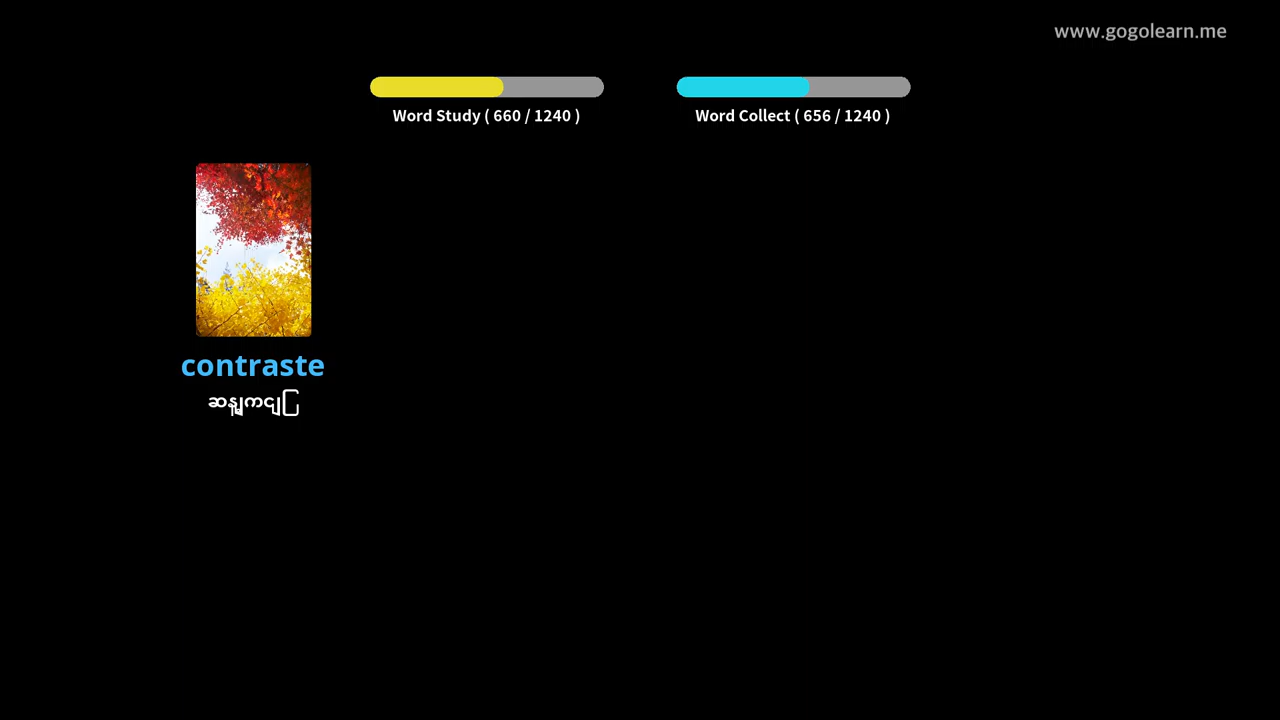 www.gogolearn.me
Word Study ( 660 / 1240 )
Word Collect ( 656 / 1240 )
contraste
ဆန့်ကျင်ြ